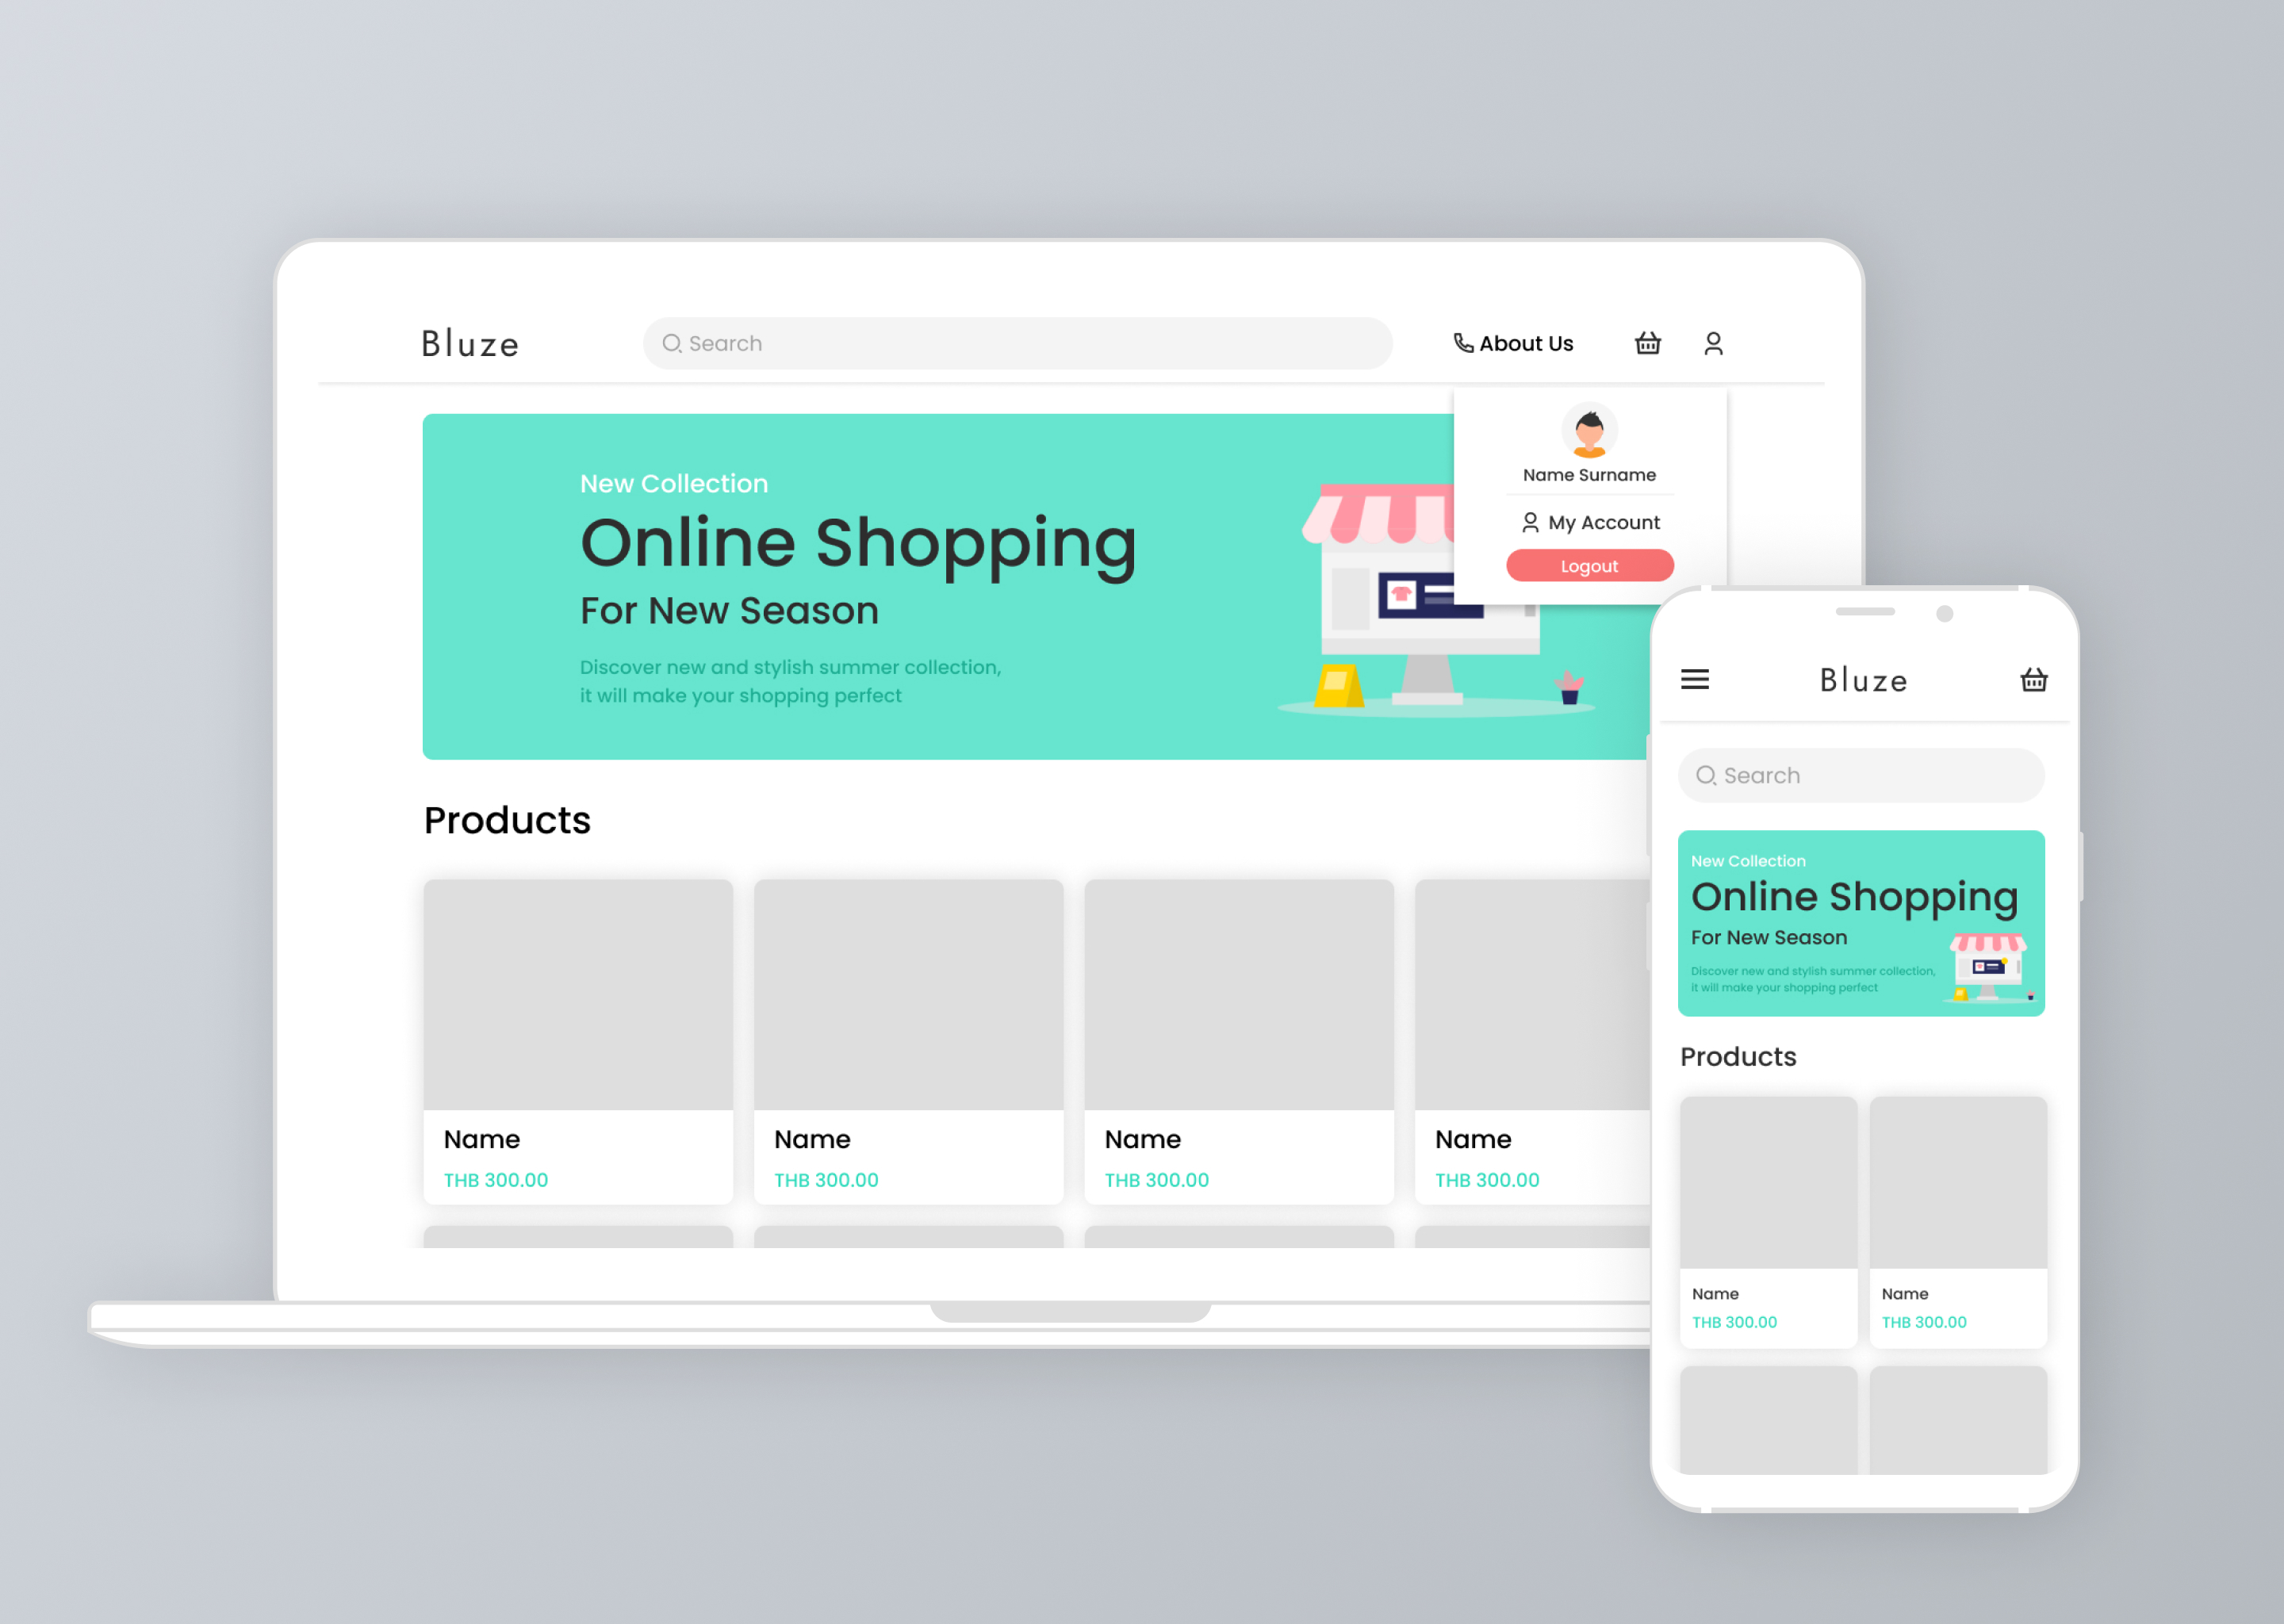 Bluze
Search
About Us
Name Surname
My Account
Logout
New Collection
Online Shopping
For New Season
Discover new and stylish summer collection,
it will make your shopping perfect
Products
Name
THB 300.00
Name
THB 300.00
Name
THB 300.00
Name
THB 300.00
Bluze
Search
New Collection
Online Shopping
For New Season
Discover new and stylish summer collection,
it will make your shopping perfect
Products
Name
THB 300.00
Name
THB 300.00